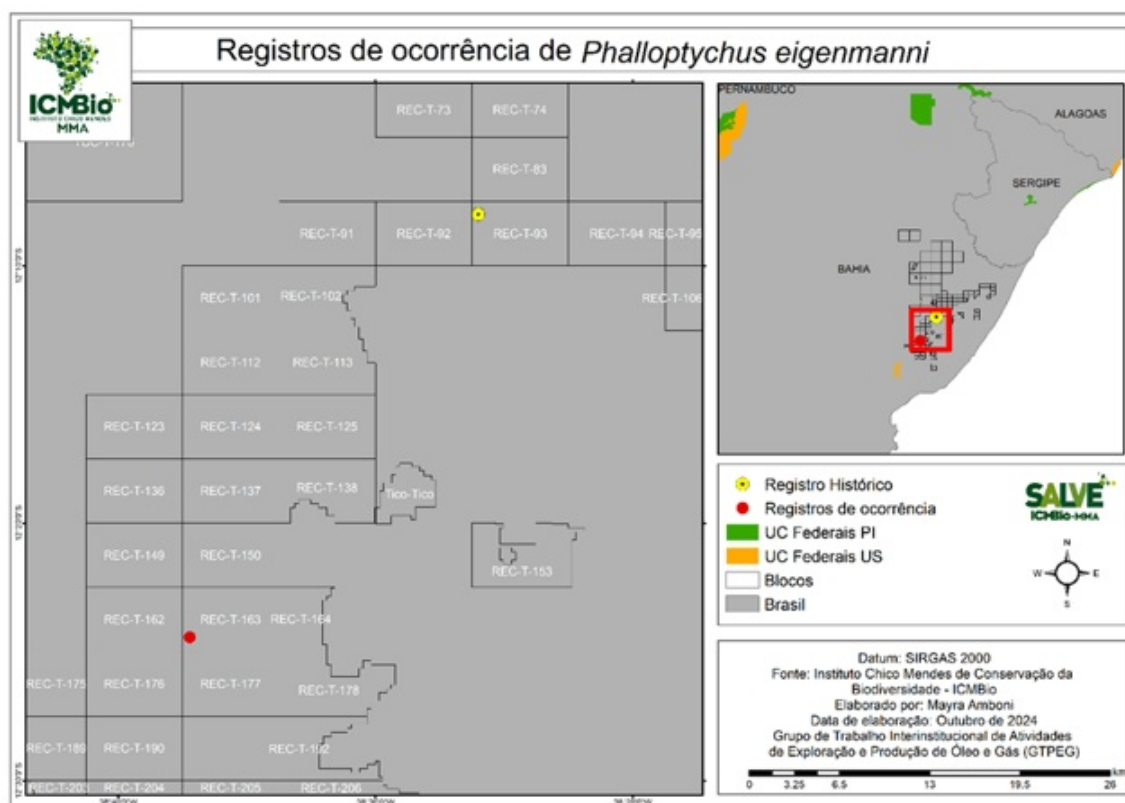 Registros de ocorrência de Phalloptychus eigenmanni
ICMBio
INSTITUTO CHICO MENDES
MMA
REC-T-73
REC-T-74
REC-T-83
REC-T-91
REC-T-92
REC-T-93
REC-T-94
REC-T-95
REC-T-101
REC-T-102
REC-T-106
REC-T-112
REC-T-113
REC-T-123
REC-T-124
REC-T-125
REC-T-136
REC-T-137
REC-T-138
Tico-Tico
REC-T-149
REC-T-150
REC-T-153
REC-T-162
REC-T-163
REC-T-164
REC-T-175
REC-T-176
REC-T-177
REC-T-178
REC-T-189
REC-T-190
REC-T-192
REC-T-203
REC-T-204
REC-T-205
REC-T-206
PERNAMBUCO
ALAGOAS
SERGIPE
BAHIA
Registro Histórico
Registros de ocorrência
UC Federais PI
UC Federais US
Blocos
Brasil
SALVE
ICMBio-MMA
N
W
E
S
Datum: SIRGAS 2000
Fonte: Instituto Chico Mendes de Conservação da
Biodiversidade - ICMBio
Elaborado por: Mayra Amboni
Data de elaboração: Outubro de 2024
Grupo de Trabalho Interinstitucional de Atividades
de Exploração e Produção de Óleo e Gás (GTPEG)
km
0 3.25 6.5 13 19.5 26